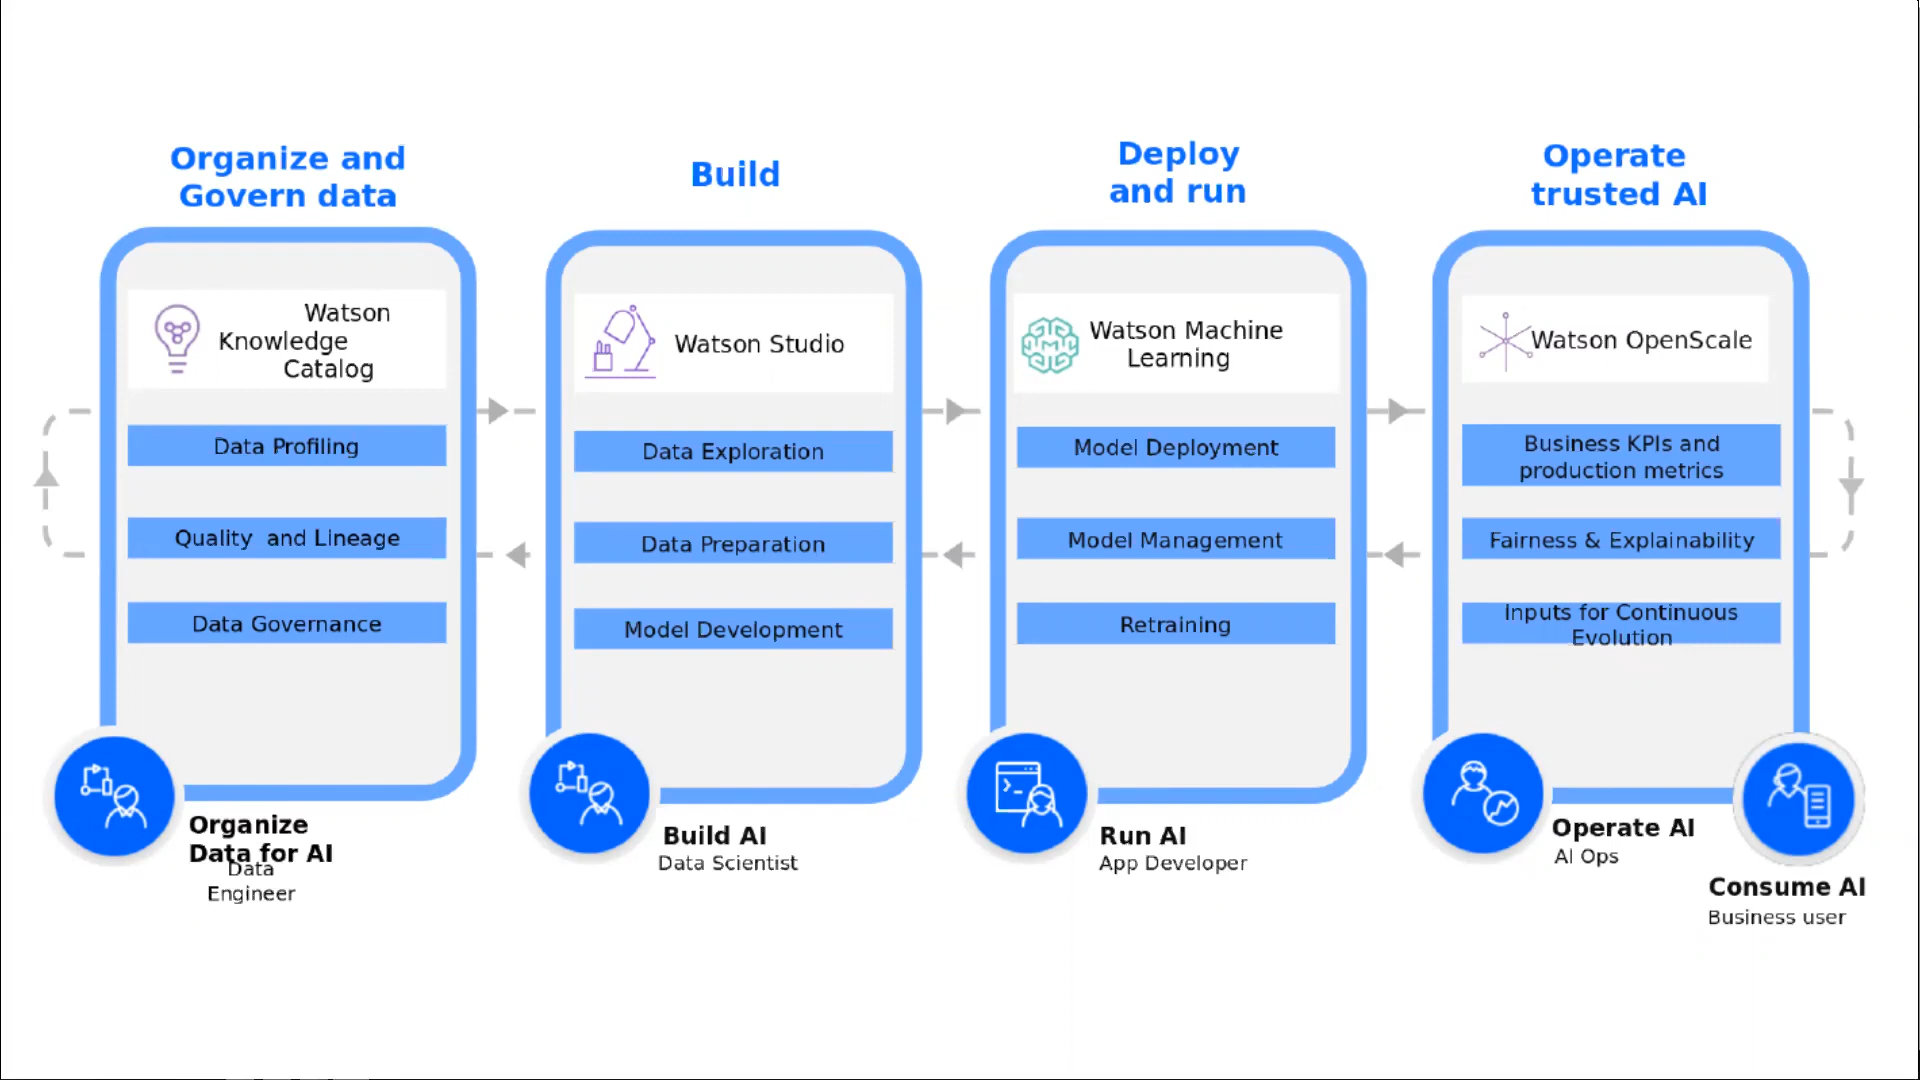 Organize and
Govern data
Watson
Knowledge
Catalog
Data Profiling
Quality and Lineage
Data Governance
Organize
Data for AI
Data
Engineer
Build
Watson Studio
Data Exploration
Data Preparation
Model Development
Build AI
Data Scientist
Deploy
and run
Watson Machine
Learning
Model Deployment
Model Management
Retraining
Run AI
App Developer
Operate
trusted AI
Watson OpenScale
Business KPIs and
production metrics
Fairness & Explainability
Inputs for Continuous
Evolution
Operate AI
AI Ops
Consume AI
Business user